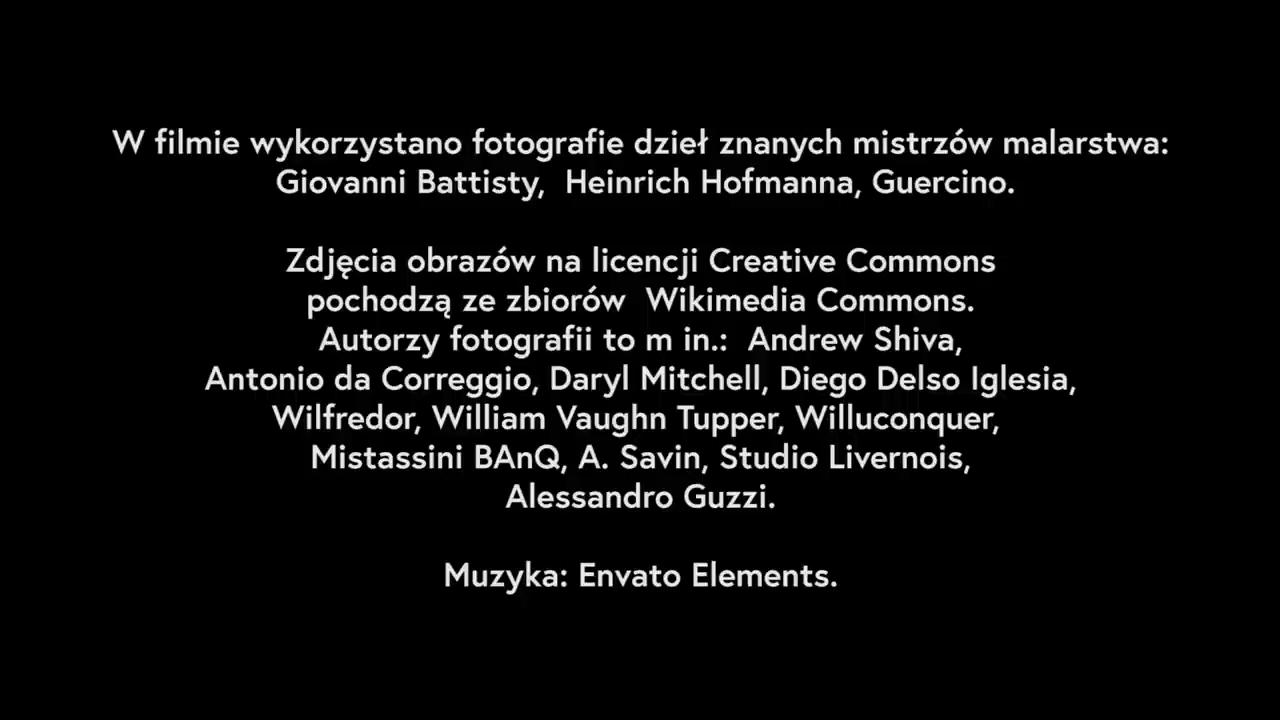 W filmie wykorzystano fotografie dzieł znanych mistrzów malarstwa:
Giovanni Battisty, Heinrich Hofmanna, Guercino.
Zdjęcia obrazów na licencji Creative Commons
pochodzą ze zbiorów Wikimedia Commons.
Autorzy fotografii to m in.: Andrew Shiva,
Antonio da Correggio, Daryl Mitchell, Diego Delso Iglesia,
Wilfredor, William Vaughn Tupper, Willuconquer,
Mistassini BAnQ, A. Savin, Studio Livernois,
Alessandro Guzzi.
Muzyka: Envato Elements.